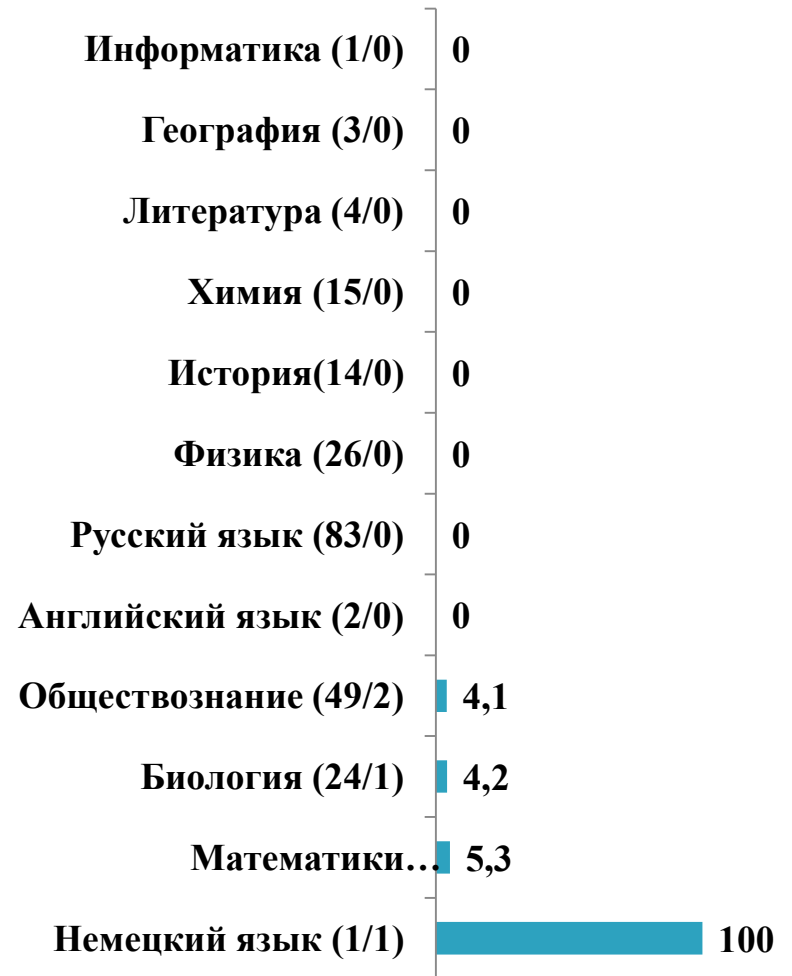 Информатика (1/0) 0
География (3/0) 0
Литература (4/0) 0
Химия (15/0) 0
История(14/0) 0
Физика (26/0) 0
Русский язык (83/0) 0
Английский язык (2/0) 0
Обществознание (49/2) 4,1
Биология (24/1) 4,2
Математики… 5,3
Немецкий язык (1/1) 100